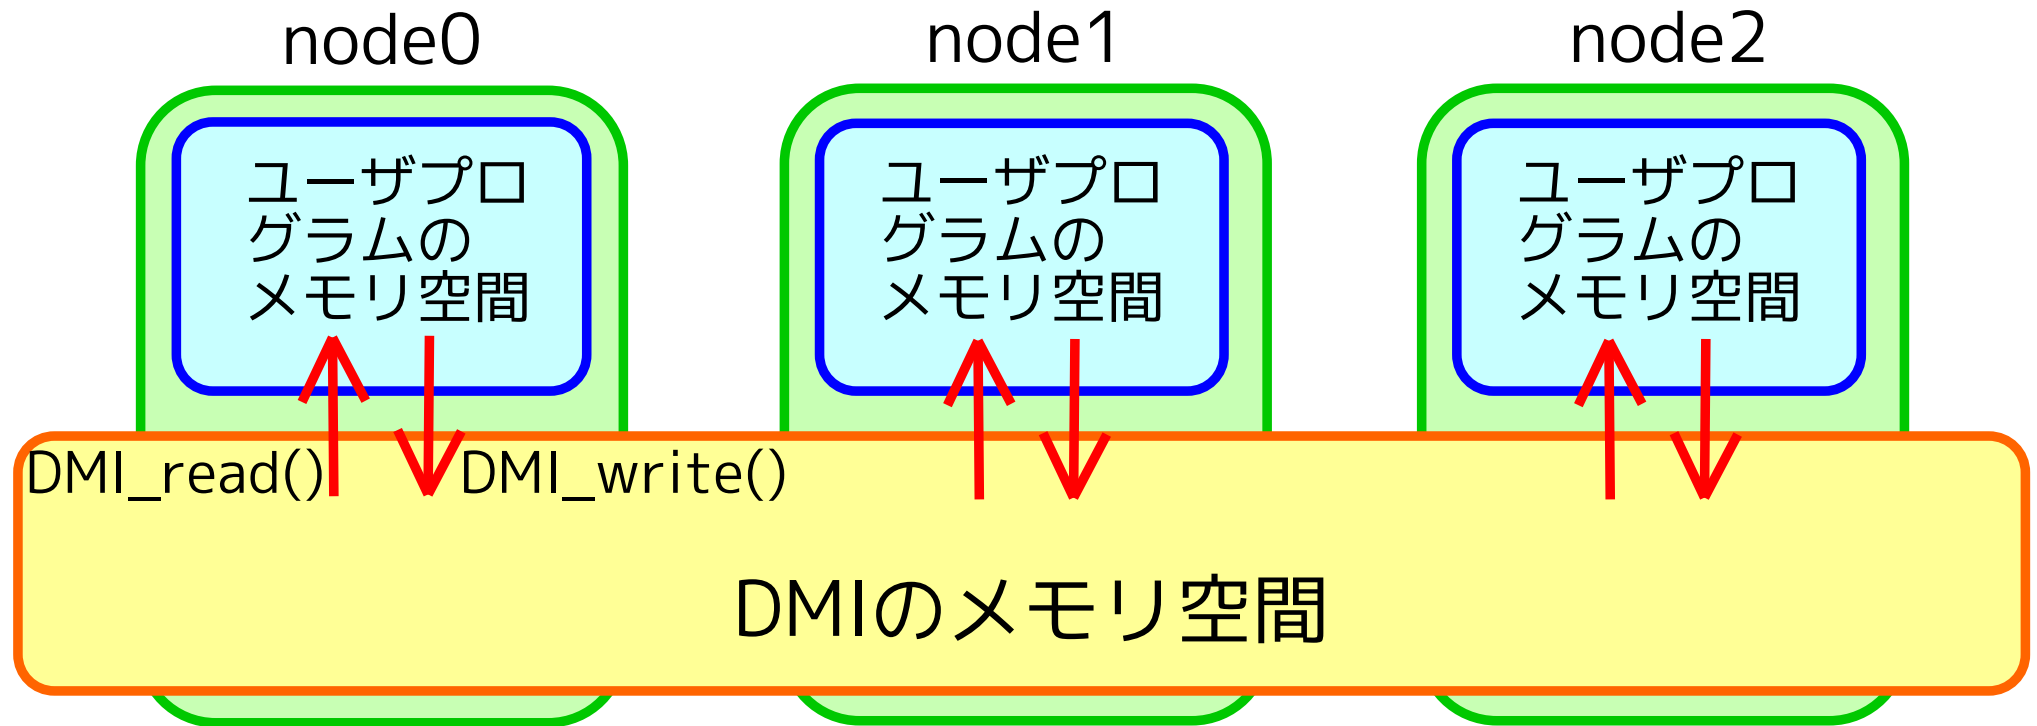 node0
node1
node2
ユーザプロ
グラムの
メモリ空間
ユーザプロ
グラムの
メモリ空間
ユーザプロ
グラムの
メモリ空間
DMI_read()
DMI_write()
DMIのメモリ空間